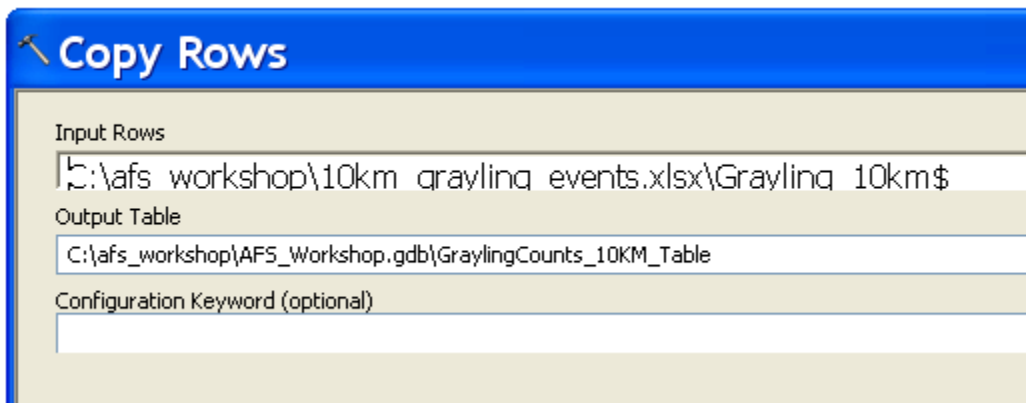 Copy Rows
Input Rows
C:\afs_workshop\10km_grayling_events.xlsx\Grayling_10km$
Output Table
C:\afs_workshop\AFS_Workshop.gdb\GraylingCounts_10KM_Table
Configuration Keyword (optional)